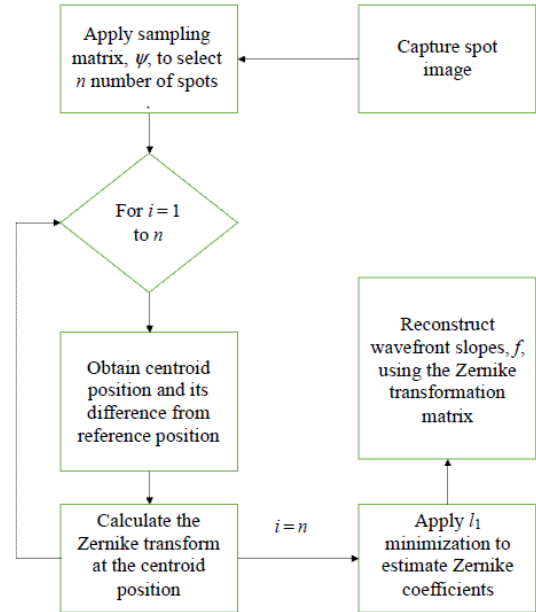 Apply sampling
matrix, ψ, to select
n number of spots
.
Capture spot
image
For i = 1
to n
Obtain centroid
position and its
difference from
reference position
Calculate the
Zernike transform
at the centroid
position
i = n
Apply l₁
minimization to
estimate Zernike
coefficients
Reconstruct
wavefront slopes, f,
using the Zernike
transformation
matrix